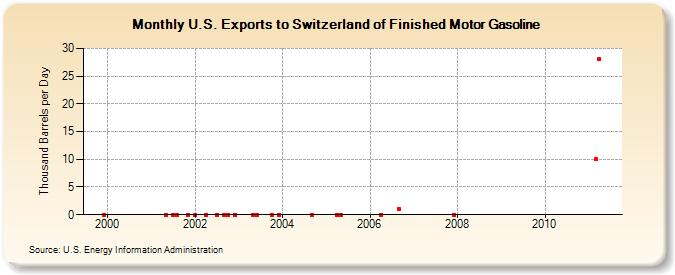 Monthly U.S. Exports to Switzerland of Finished Motor Gasoline
Thousand Barrels per Day
30
25
20
15
10
5
0
2000 2002 2004 2006 2008 2010
Source: U.S. Energy Information Administration